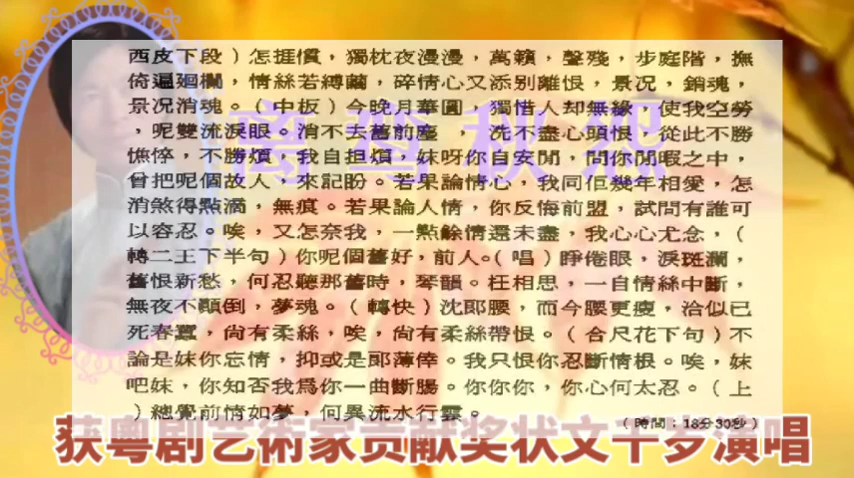 西皮下段）怎捱慣，獨枕夜漫漫，萬籟，聲殘，步庭階，撫
倚逼廻欄，情絲若縛繭，碎情心又添別離恨，景况，銷魂，
景况消魂。（中板）今晚月華圓，獨惜人却無緣，使我空勞
，呢雙流淚眼。消不去舊前塵 ，洗不盡心頭恨，從此不勝
憔悴，不勝煩，我自担煩，妹呀你自安閒，問你閒暇之中，
曾把呢個故人，來記盼。若果論情心，我同佢幾年相愛，怎
消煞得點滴，無痕。若果論人情，你反悔前盟，試問有誰可
以容忍。唉，又怎奈我，一點餘情還未盡，我心心尤念，（
轉二王下半句）你呢個舊好，前人。（唱）睜倦眼，淚斑瀾，
舊恨新愁，何忍聽那舊時，琴韻。枉相思，一自情絲中斷，
無夜不顚倒，夢魂。（轉快）沈郎腰，而今腰更瘦，洽似已
死春蠶，尙有柔絲，唉，尙有柔絲帶恨。（合尺花下句）不
論是妹你忘情，抑或是郎薄倖。我只恨你忍斷情根。唉，妹
吧妹，你知否我爲你一曲斷腸。你你你，你心何太忍。（上
）總覺前情如夢，何異流水行雲。
（時間：18分30秒）
离鸾秋怨
获粤剧艺術家贡献奖状文千岁演唱